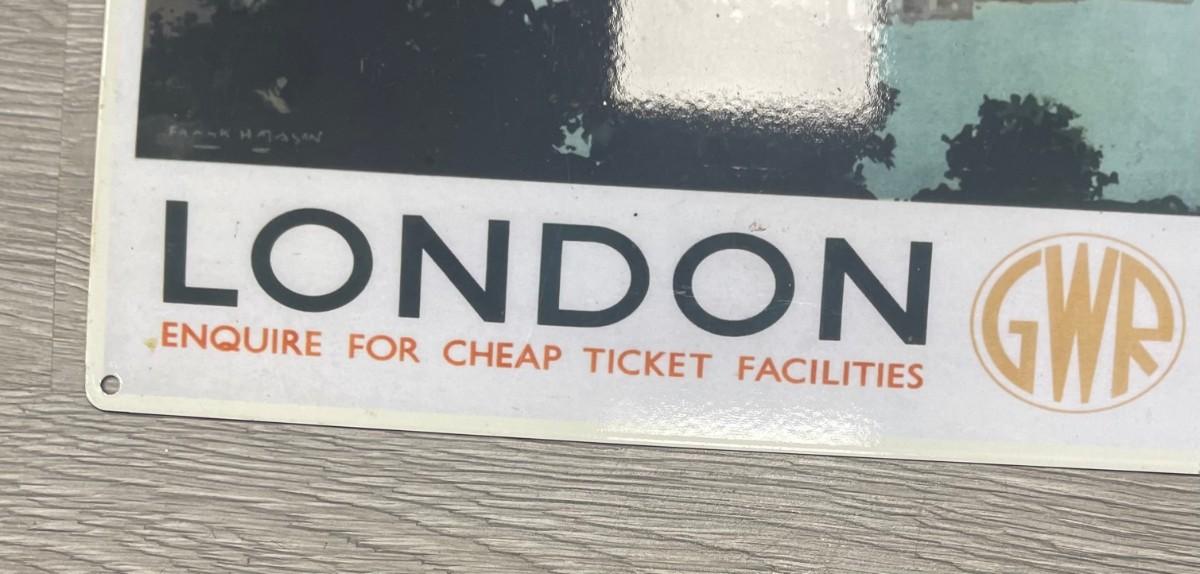 FRANK H MASON
LONDON
GWR
ENQUIRE FOR CHEAP TICKET FACILITIES